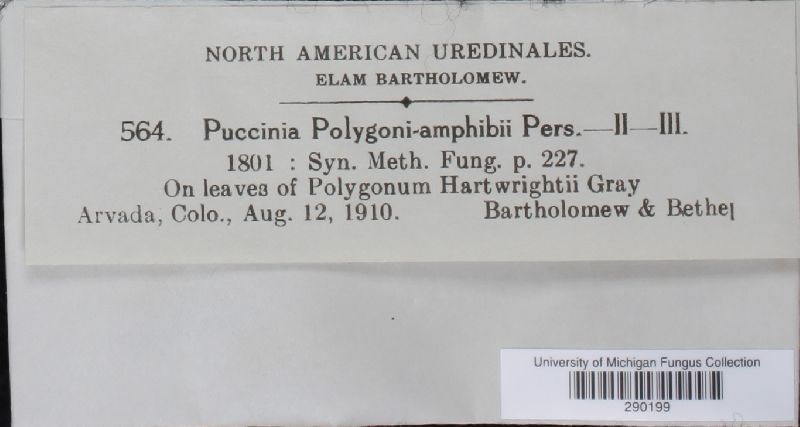 NORTH AMERICAN UREDINALES.
ELAM BARTHOLOMEW.
564. Puccinia Polygoni-amphibii Pers.—II—III.
1801 : Syn. Meth. Fung. p. 227.
On leaves of Polygonum Hartwrightii Gray
Arvada, Colo., Aug. 12, 1910. Bartholomew & Bethel
University of Michigan Fungus Collection
290199